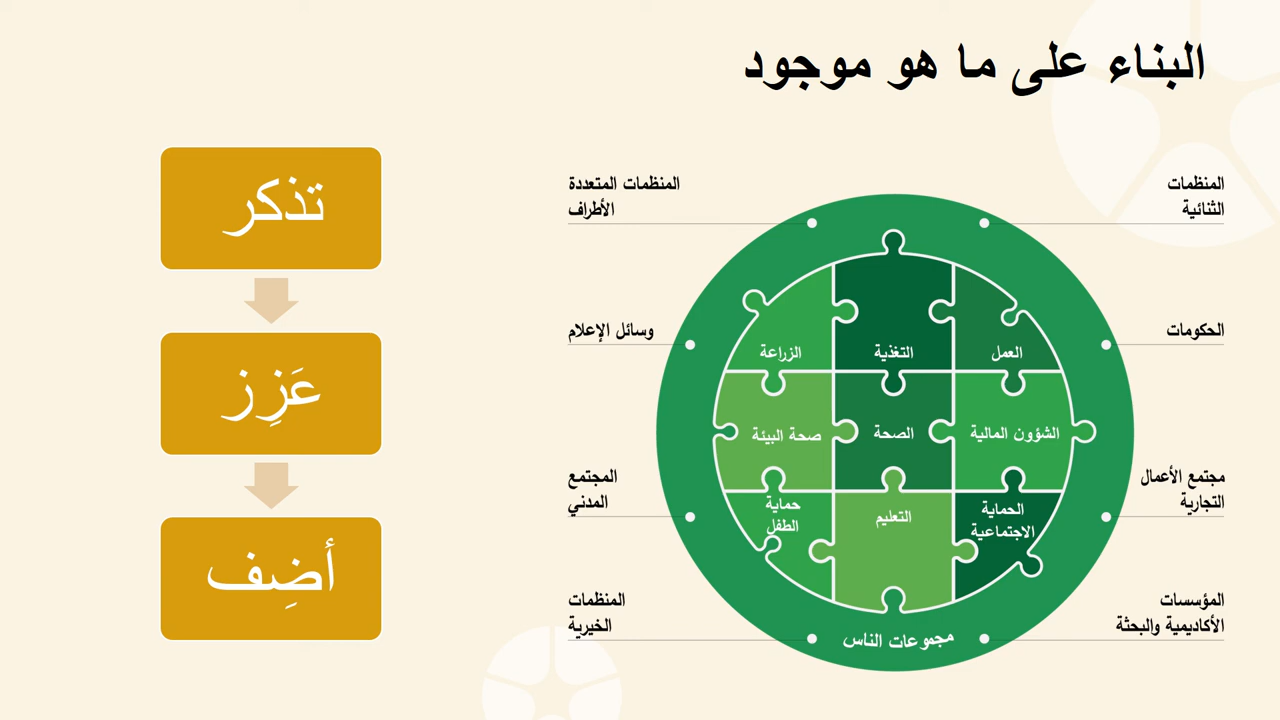 البناء على ما هو موجود
المنظمات
الثنائية
المنظمات المتعددة
الأطراف
الحكومات
وسائل الإعلام
مجتمع الأعمال
التجارية
المجتمع
المدني
المؤسسات
الأكاديمية والبحثة
المنظمات
الخيرية
العمل
التغذية
الزراعة
الشؤون المالية
الصحة
صحة البيئة
الحماية
الاجتماعية
التعليم
حماية
الطفل
مجموعات الناس
تذكر
عَزِز
أضِف